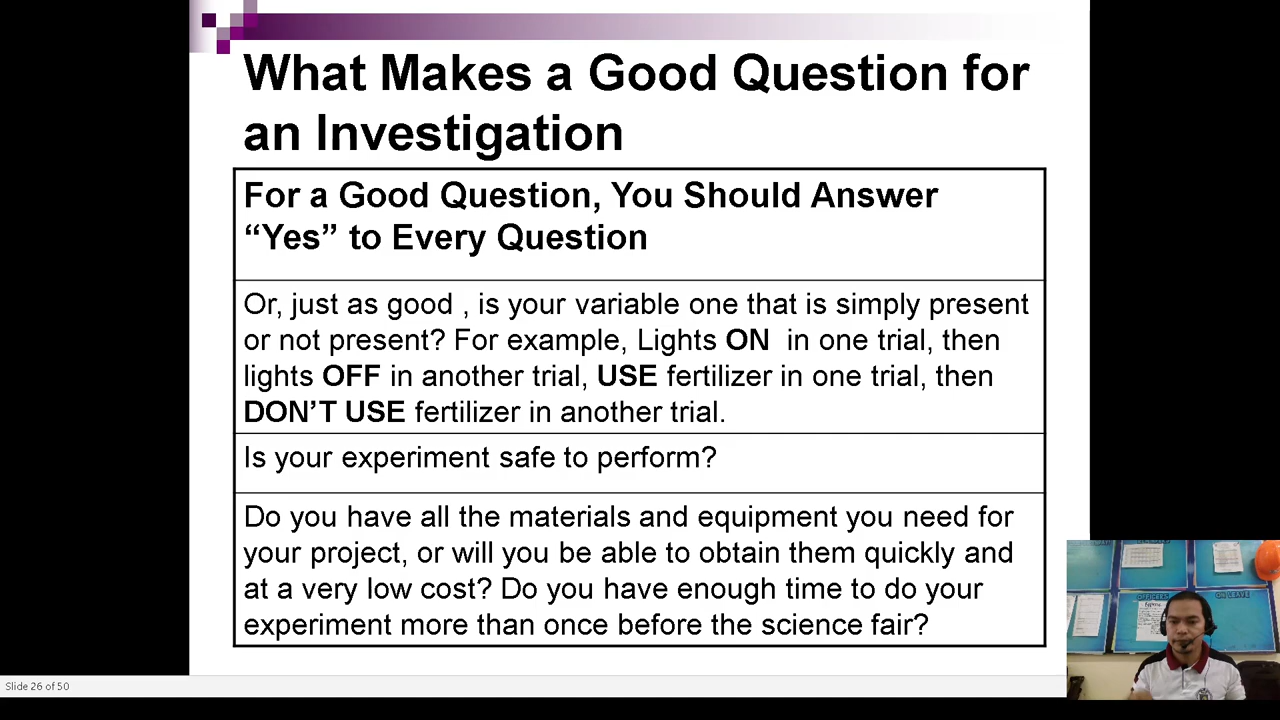 What Makes a Good Question for
an Investigation
For a Good Question, You Should Answer
“Yes” to Every Question
Or, just as good , is your variable one that is simply present
or not present? For example, Lights ON in one trial, then
lights OFF in another trial, USE fertilizer in one trial, then
DON’T USE fertilizer in another trial.
Is your experiment safe to perform?
Do you have all the materials and equipment you need for
your project, or will you be able to obtain them quickly and
at a very low cost? Do you have enough time to do your
experiment more than once before the science fair?
Slide 26 of 50
ON LEAVE